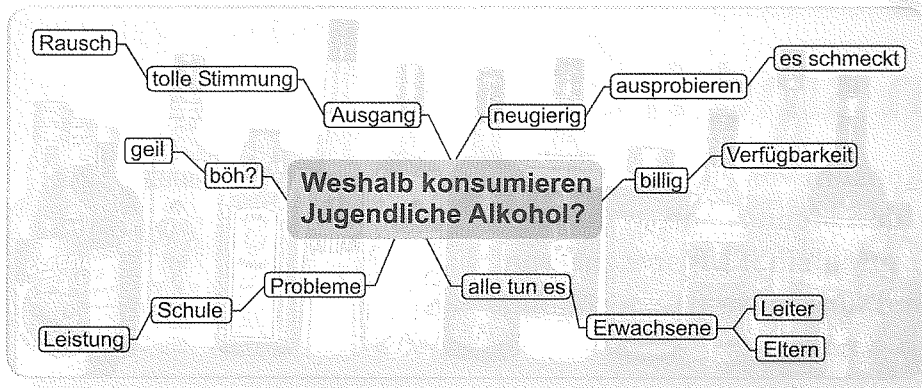 Rausch
tolle Stimmung
Ausgang
neugierig
ausprobieren
es schmeckt
geil
böh?
billig
Verfügbarkeit
Weshalb konsumieren
Jugendliche Alkohol?
Probleme
Schule
Leistung
alle tun es
Erwachsene
Leiter
Eltern